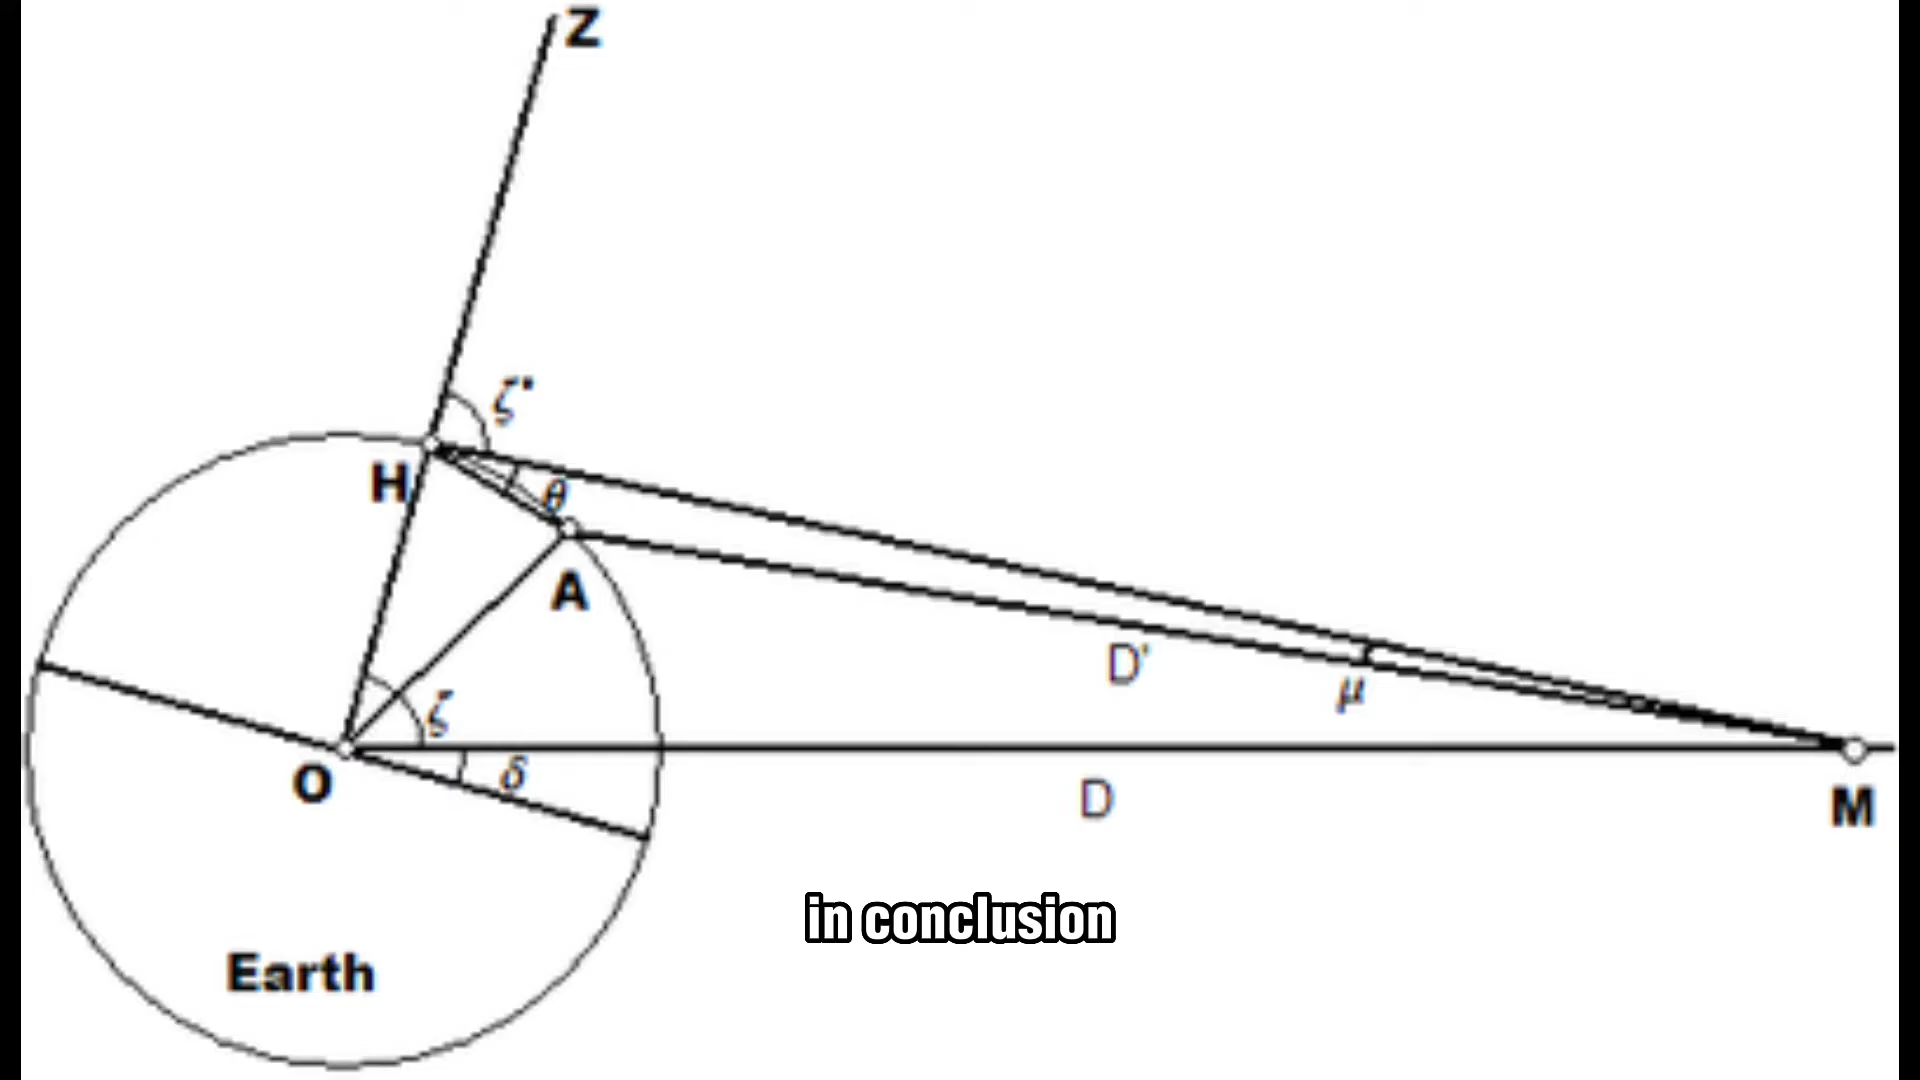 Z
ζ'
H
θ
A
D'
μ
ζ
O
δ
D
M
in conclusion
Earth